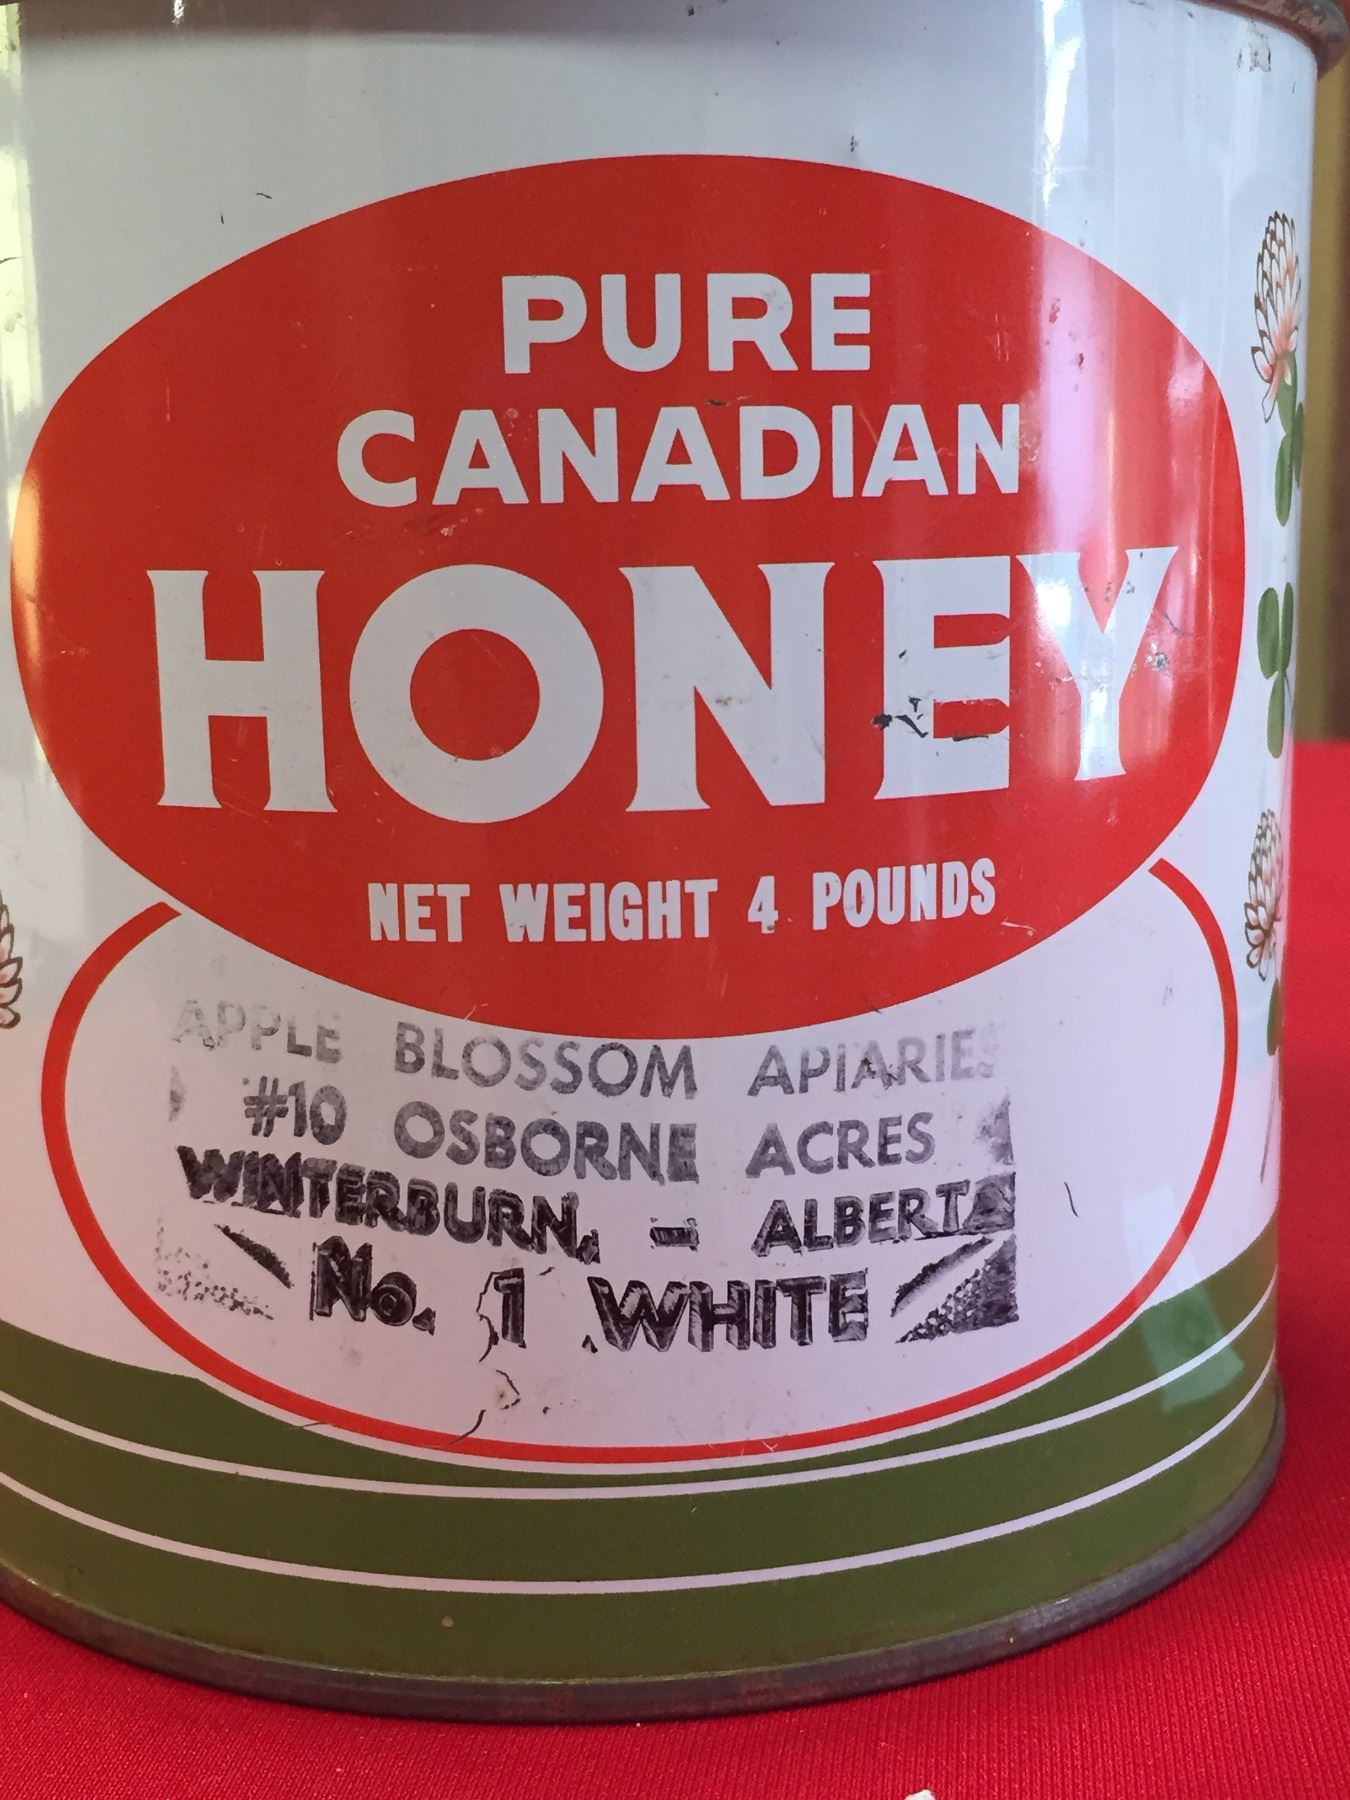 PURE
CANADIAN
HONEY
NET WEIGHT 4 POUNDS
APPLE BLOSSOM APIARIES
#10 OSBORNE ACRES
WINTERBURN, - ALBERTA
No. 1 WHITE